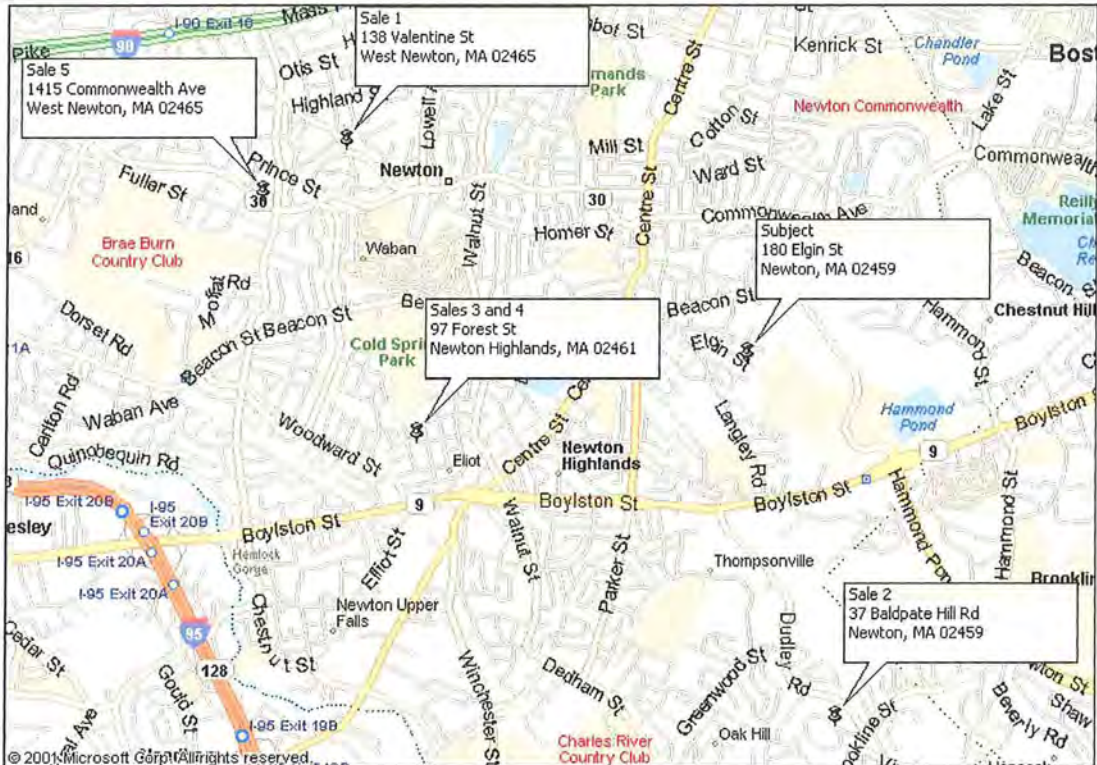 I-90 Exit 16
Mass Pike
90
Sale 1
138 Valentine St
West Newton, MA 02465
Sale 5
1415 Commonwealth Ave
West Newton, MA 02465
Otis St
Highland
Lowell
Centre St
Kenrick St
Chandler
Pond
Park
Newton Commonwealth
Lake St
Cotton St
Mill St
Ward St
Commonwealth
Prince St
Newton
Fuller St
30
30
Walnut St
Homer St
Centre St
Commonwealth Ave
Reilly
Memorial
Brae Burn
Country Club
16
Waban
Moffat Rd
Subject
180 Elgin St
Newton, MA 02459
Beacon St
Hammond St
Chestnut Hill
Dorset Rd
Beacon St
Beacon St
Beacon St
Elgin St
Sales 3 and 4
97 Forest St
Newton Highlands, MA 02461
Cold Spring
Park
Carlton Rd
Waban Ave
Woodward St
Quinobequin Rd
Langley Rd
Hammond
Pond
Boylston St
9
Centre St
Eliot
Newton
Highlands
I-95 Exit 20B
I-95
Exit 20B
9
Boylston St
Boylston St
Boylston St
I-95 Exit 20A
I-95 Exit 20A
Hemlock
Gorge
Elliot St
Walnut St
Parker St
Thompsonville
Hammond Pon
Hammond St
Chestnut St
Newton Upper
Falls
Sale 2
37 Baldpate Hill Rd
Newton, MA 02459
Cedar St
95
128
Gould St
Winchester St
Dedham St
Greenwood St
Dudley Rd
Beverly Rd
Shaw
I-95 Exit 19B
Charles River
Country Club
Oak Hill
© 2001 Microsoft Corp. All rights reserved.